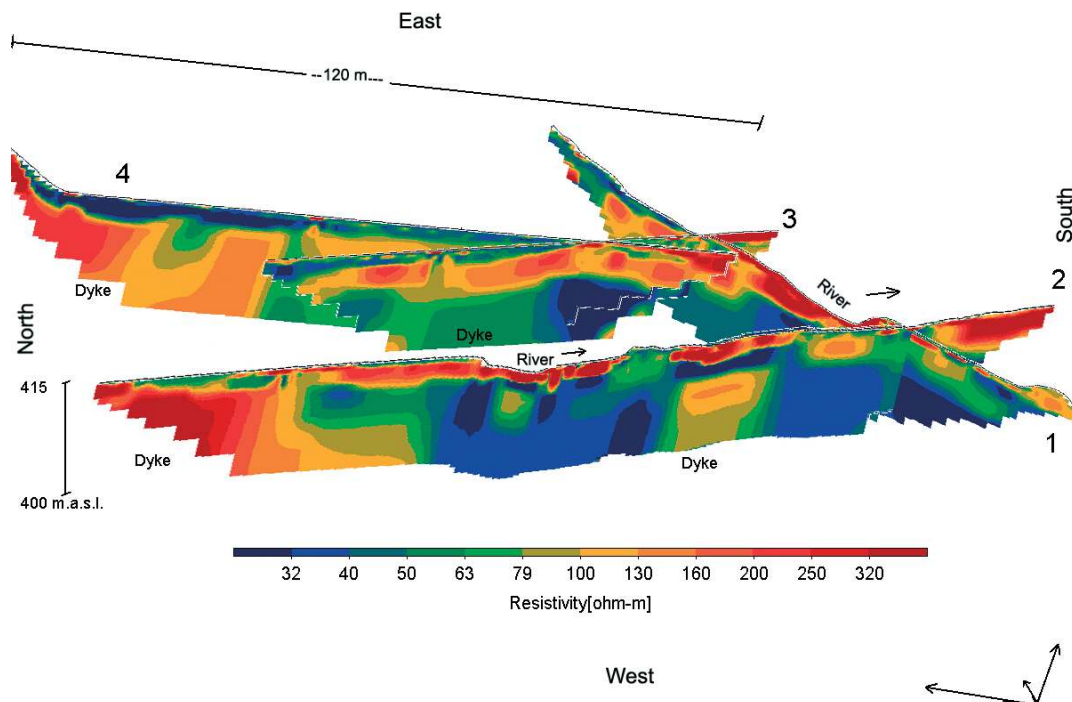 East
--120 m---
4
3
South
2
River
Dyke
Dyke
North
River
415
Dyke
Dyke
1
400 m.a.s.l.
32 40 50 63 79 100 130 160 200 250 320
Resistivity[ohm-m]
West